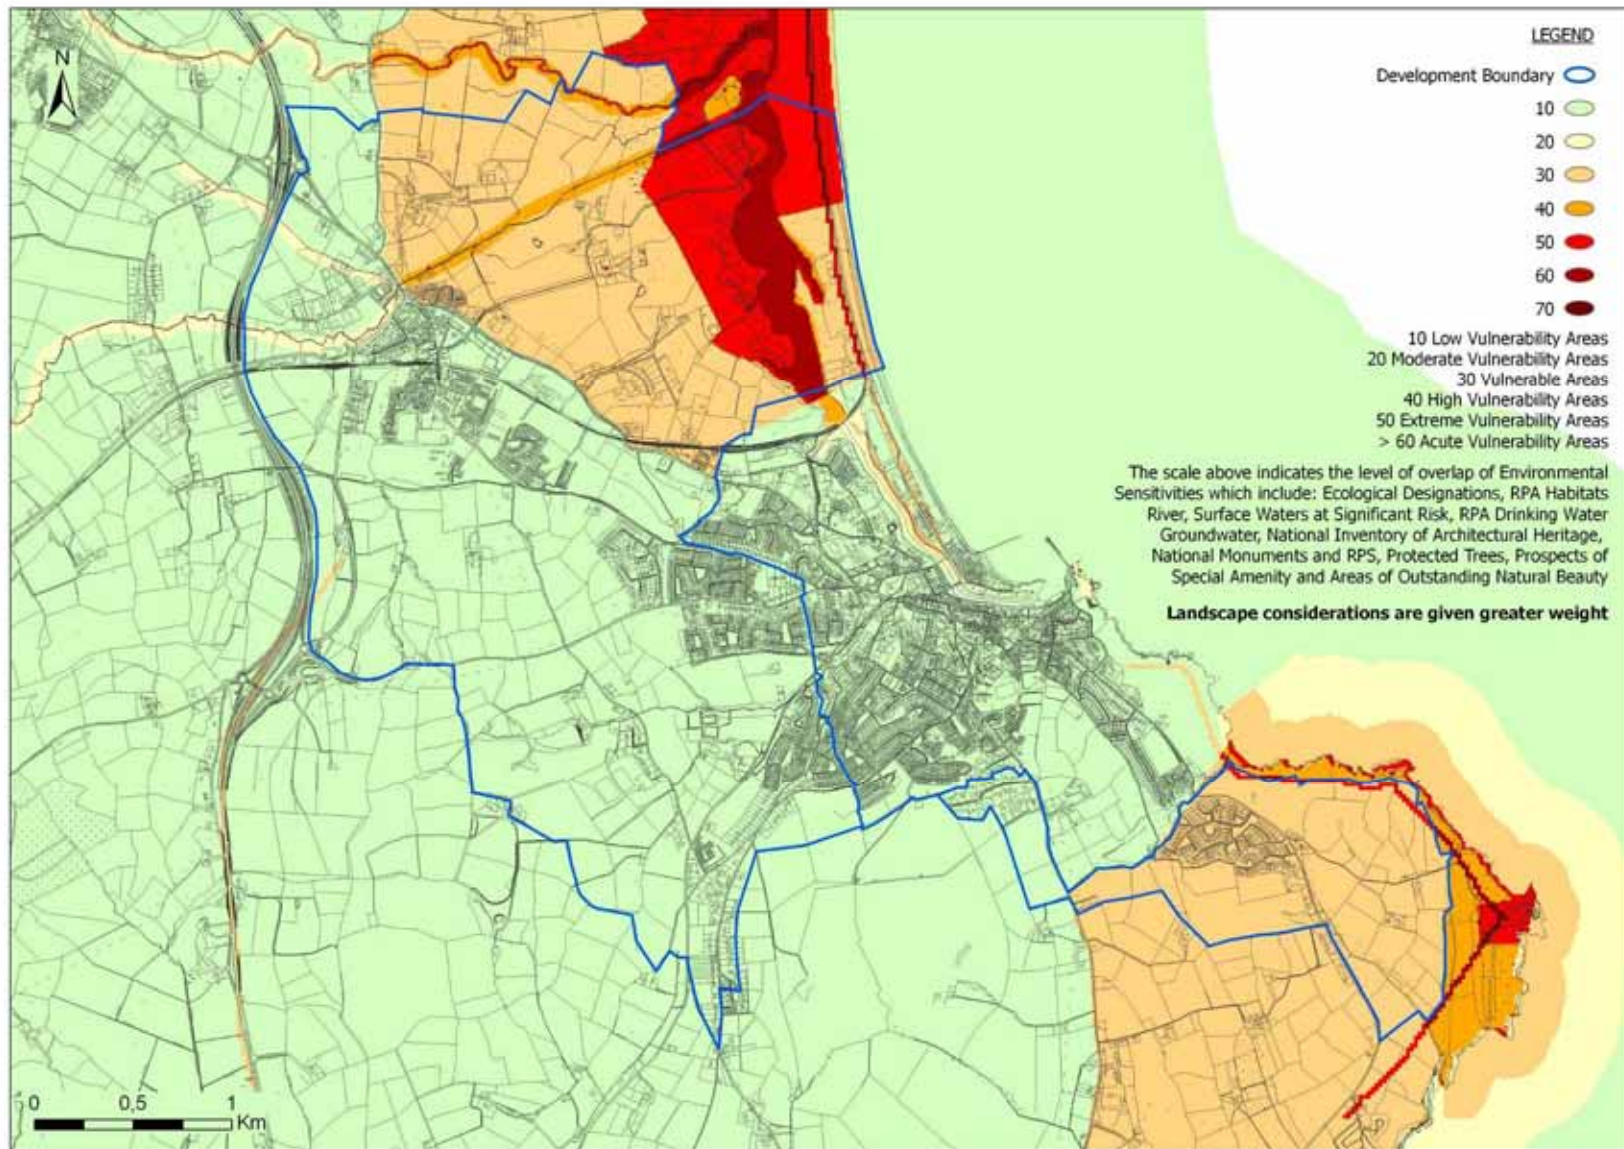 N
LEGEND
Development Boundary
10
20
30
40
50
60
70
10 Low Vulnerability Areas
20 Moderate Vulnerability Areas
30 Vulnerable Areas
40 High Vulnerability Areas
50 Extreme Vulnerability Areas
> 60 Acute Vulnerability Areas
The scale above indicates the level of overlap of Environmental
Sensitivities which include: Ecological Designations, RPA Habitats
River, Surface Waters at Significant Risk, RPA Drinking Water
Groundwater, National Inventory of Architectural Heritage,
National Monuments and RPS, Protected Trees, Prospects of
Special Amenity and Areas of Outstanding Natural Beauty
Landscape considerations are given greater weight
0 0,5 1
Km